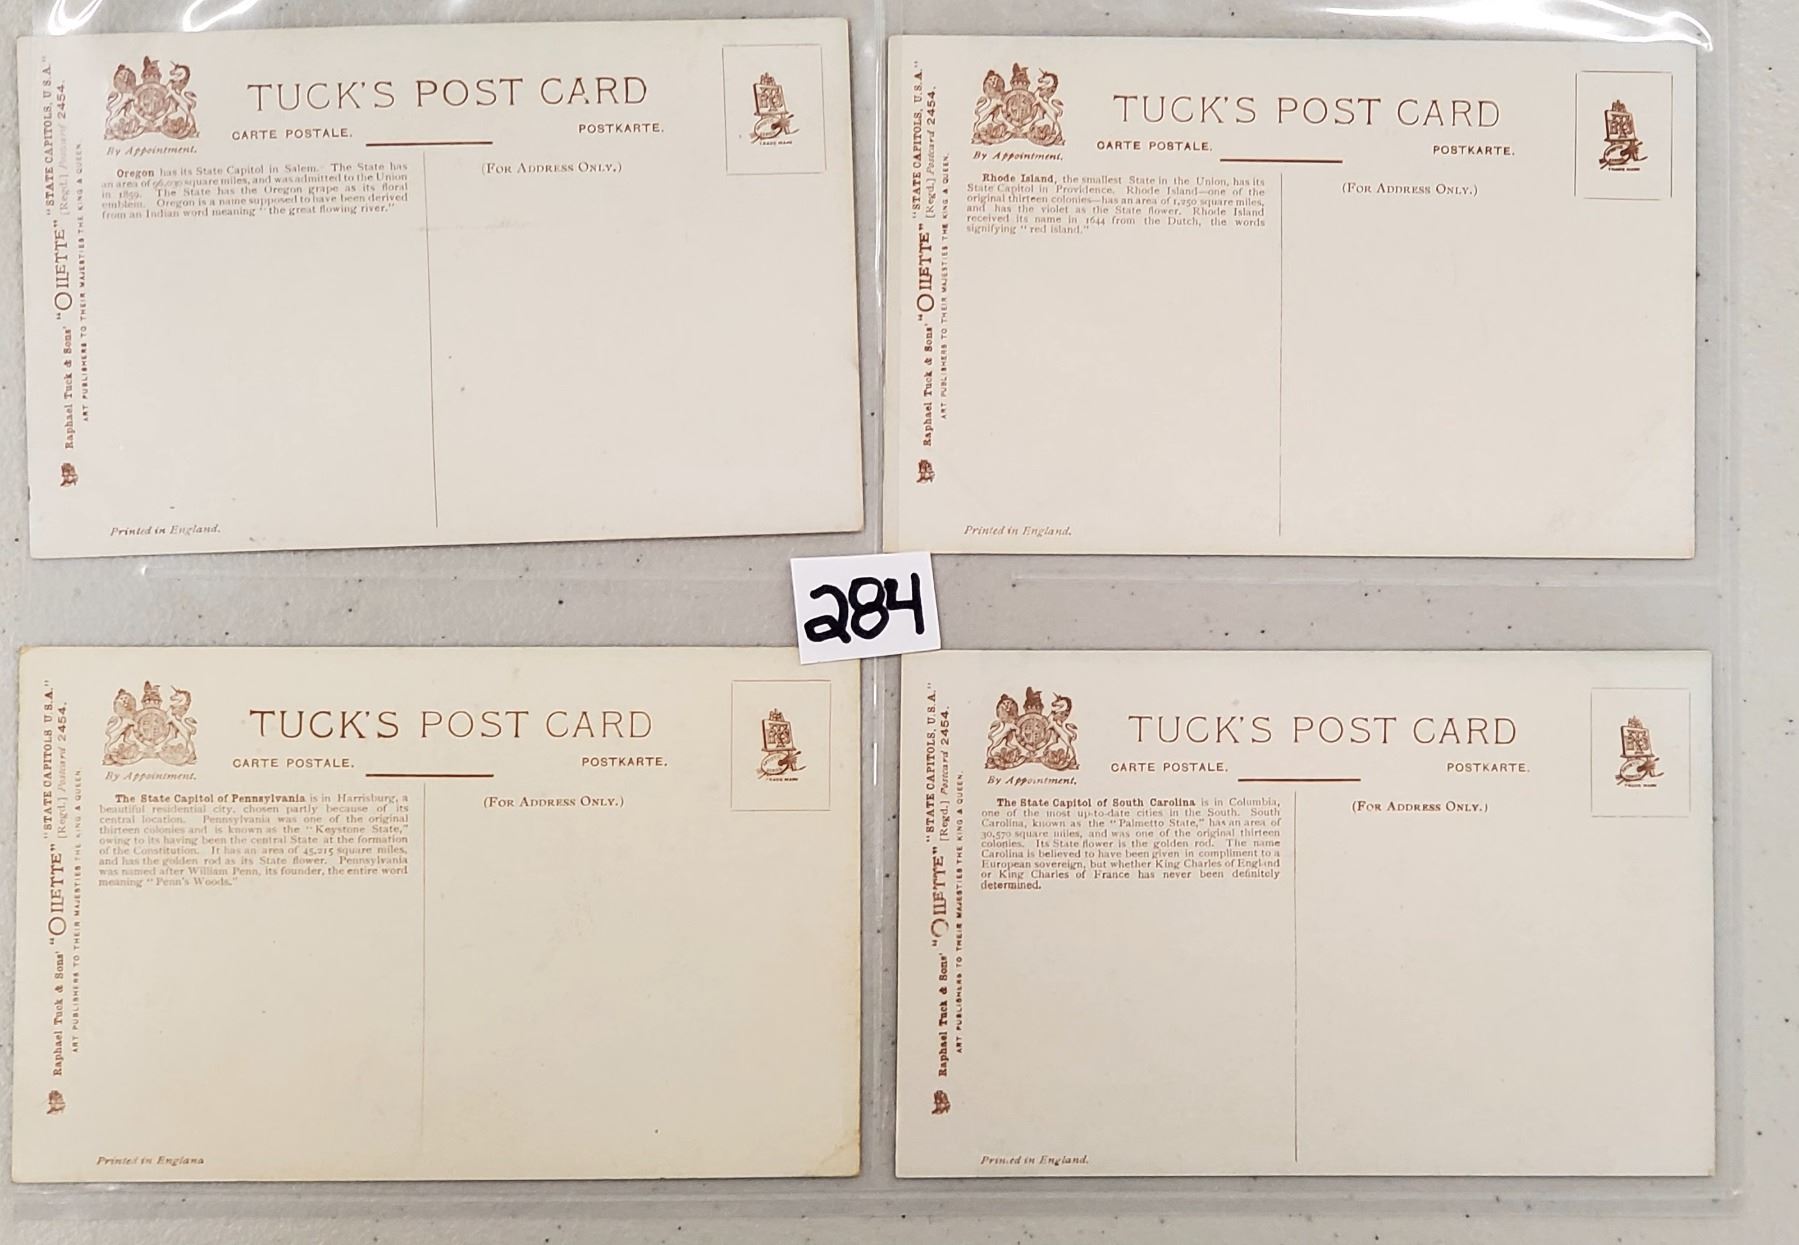 TUCK'S POST CARD
CARTE POSTALE.
POSTKARTE.
By Appointment.
(FOR ADDRESS ONLY.)
Oregon has its State Capitol in Salem. The State has
an area of 96,030 square miles, and was admitted to the Union
in 1859. The State has the Oregon grape as its floral
emblem. Oregon is a name supposed to have been derived
from an Indian word meaning "the great flowing river."
Raphael Tuck & Sons' "OILETTE" "STATE CAPITOLS, U.S.A."
[Regd.] Postcard 2454.
ART PUBLISHERS TO THEIR MAJESTIES THE KING & QUEEN.
Printed in England.
TRADE MARK
TUCK'S POST CARD
CARTE POSTALE.
POSTKARTE.
By Appointment.
(FOR ADDRESS ONLY.)
Rhode Island, the smallest State in the Union, has its
State Capitol in Providence. Rhode Island—one of the
original thirteen colonies—has an area of 1,250 square miles,
and has the violet as the State flower. Rhode Island
received its name in 1644 from the Dutch, the words
signifying "red island."
Raphael Tuck & Sons' "OILETTE" "STATE CAPITOLS, U.S.A."
[Regd.] Postcard 2454.
ART PUBLISHERS TO THEIR MAJESTIES THE KING & QUEEN.
Printed in England.
TRADE MARK
284
TUCK'S POST CARD
CARTE POSTALE.
POSTKARTE.
By Appointment.
(FOR ADDRESS ONLY.)
The State Capitol of Pennsylvania is in Harrisburg, a
beautiful residential city, chosen partly because of its
central location. Pennsylvania was one of the original
thirteen colonies and is known as the "Keystone State,"
owing to its having been the central State at the formation
of the Constitution. It has an area of 45,215 square miles,
and has the golden rod as its State flower. Pennsylvania
was named after William Penn, its founder, the entire word
meaning "Penn's Woods."
Raphael Tuck & Sons' "OILETTE" "STATE CAPITOLS U.S.A."
[Regd.] Postcard 2454.
ART PUBLISHERS TO THEIR MAJESTIES THE KING & QUEEN.
Printed in England
TRADE MARK
TUCK'S POST CARD
CARTE POSTALE.
POSTKARTE.
By Appointment.
(FOR ADDRESS ONLY.)
The State Capitol of South Carolina is in Columbia,
one of the most up-to-date cities in the South. South
Carolina, known as the "Palmetto State," has an area of
30,570 square miles, and was one of the original thirteen
colonies. Its State flower is the golden rod. The name
Carolina is believed to have been given in compliment to a
European sovereign, but whether King Charles of England
or King Charles of France has never been definitely
determined.
Raphael Tuck & Sons' "OILETTE" "STATE CAPITOLS, U.S.A."
[Regd.] Postcard 2454.
ART PUBLISHERS TO THEIR MAJESTIES THE KING & QUEEN.
Printed in England.
TRADE MARK